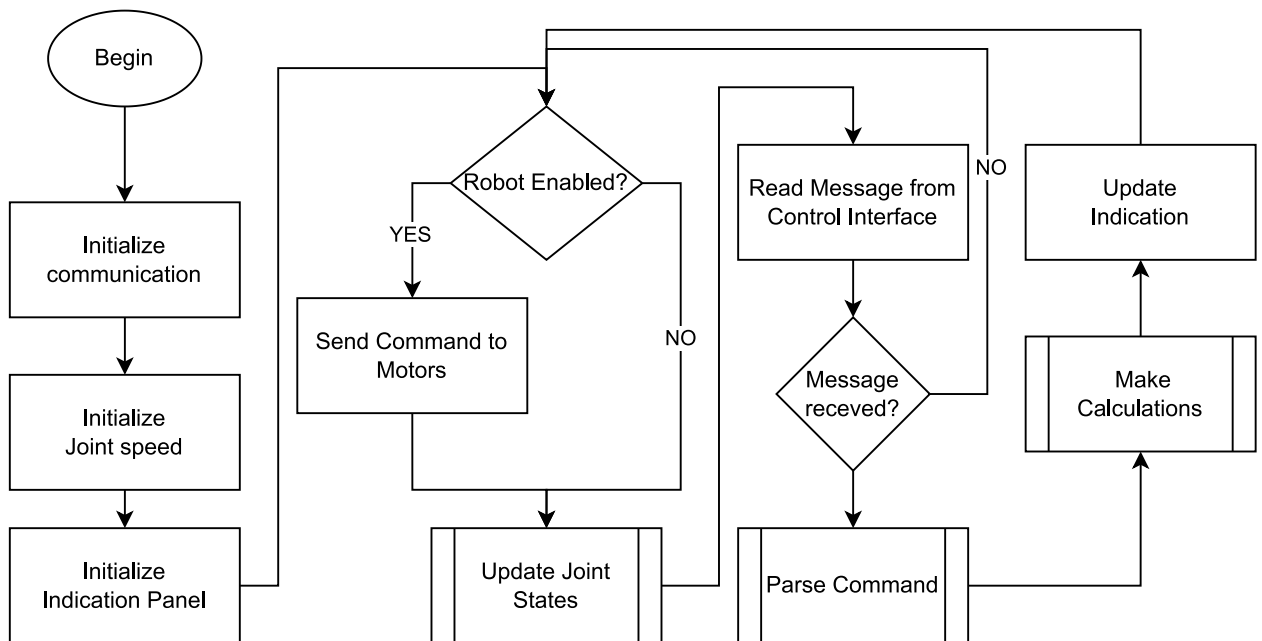 Begin
Initialize
communication
Initialize
Joint speed
Initialize
Indication Panel
Robot Enabled?
YES
NO
Send Command to
Motors
Update Joint
States
Read Message from
Control Interface
Message
receved?
NO
Parse Command
Make
Calculations
Update
Indication